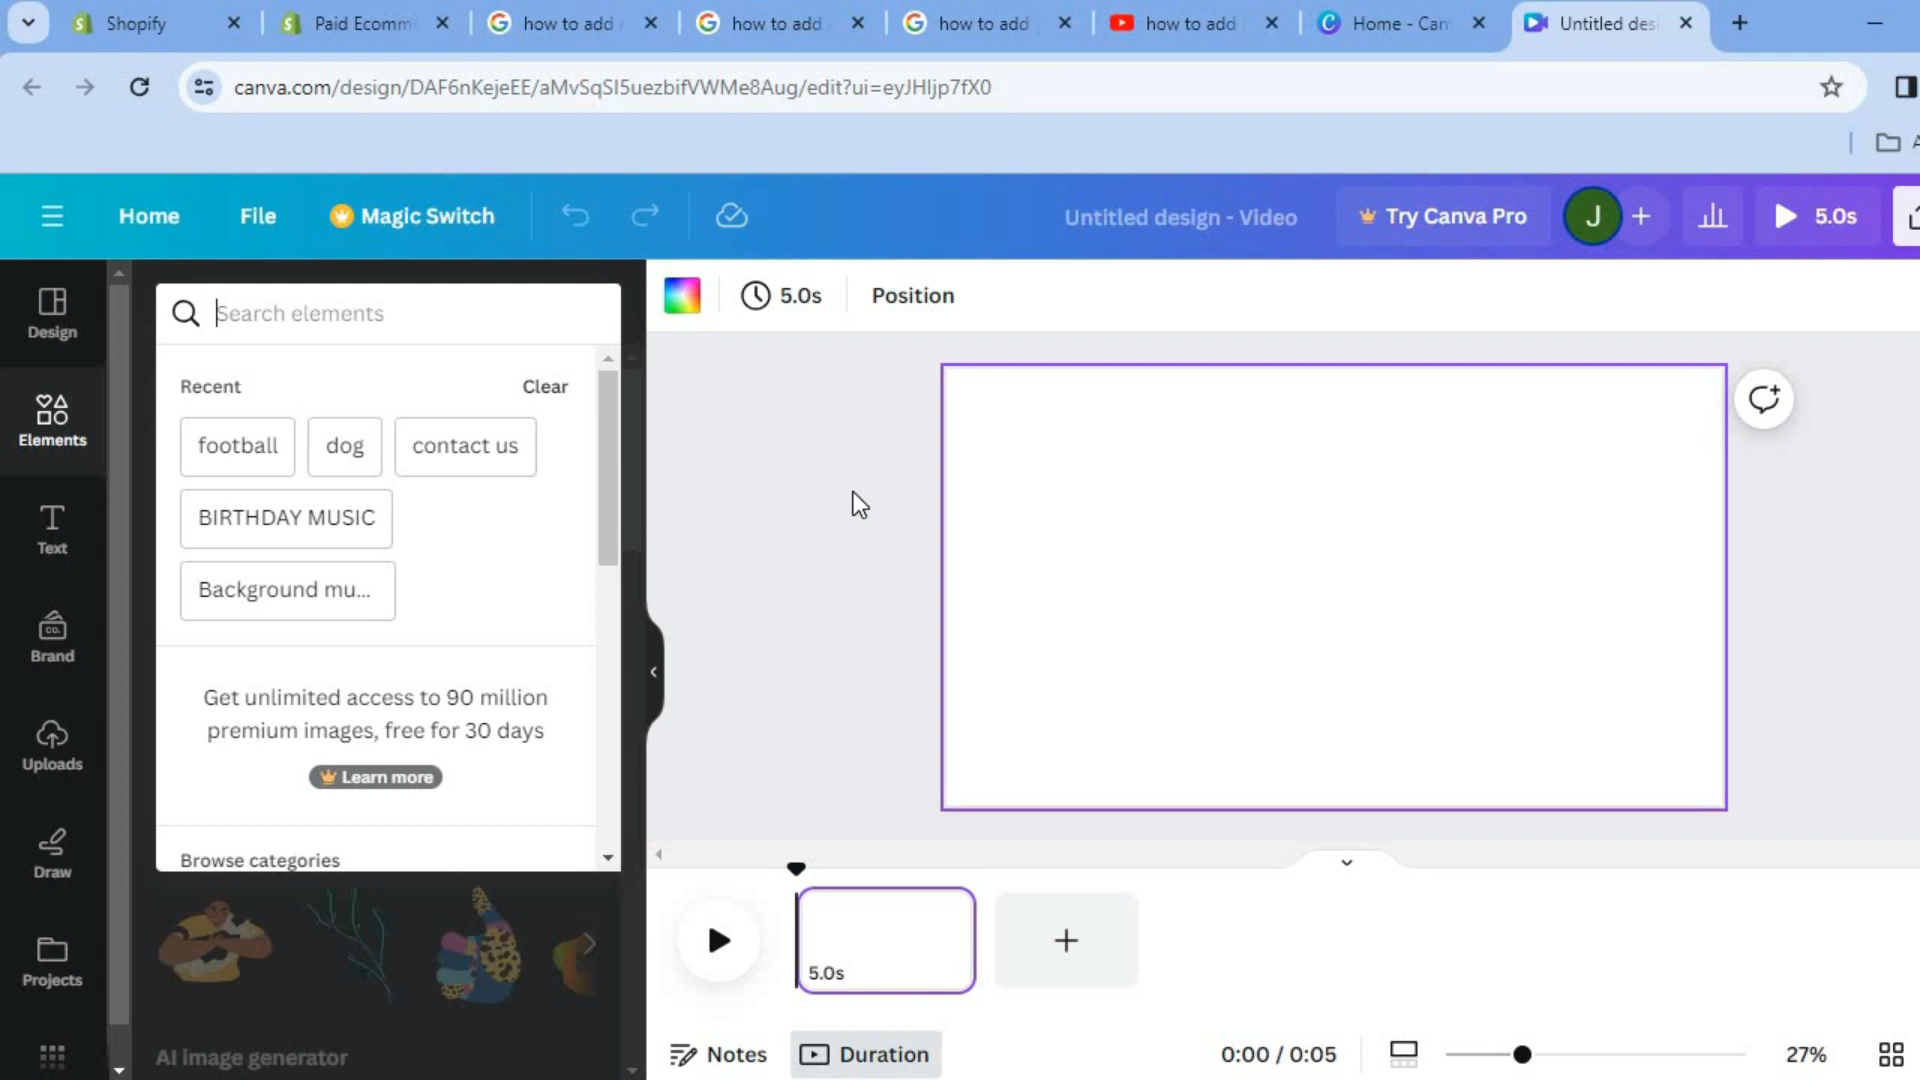 Shopify
Paid Ecomm
how to add
how to add
how to add
how to add
Home - Can
Untitled des
canva.com/design/DAF6nKejeEE/aMvSqSI5uezbifVWMe8Aug/edit?ui=eyJHIjp7fX0
Home
File
Magic Switch
Untitled design - Video
Try Canva Pro
J
5.0s
Design
Elements
Text
Brand
CO.
Uploads
Draw
Projects
Search elements
Recent
Clear
football
dog
contact us
BIRTHDAY MUSIC
Background mu...
Get unlimited access to 90 million
premium images, free for 30 days
Learn more
Browse categories
AI image generator
5.0s
Position
5.0s
Notes
Duration
0:00 / 0:05
27%